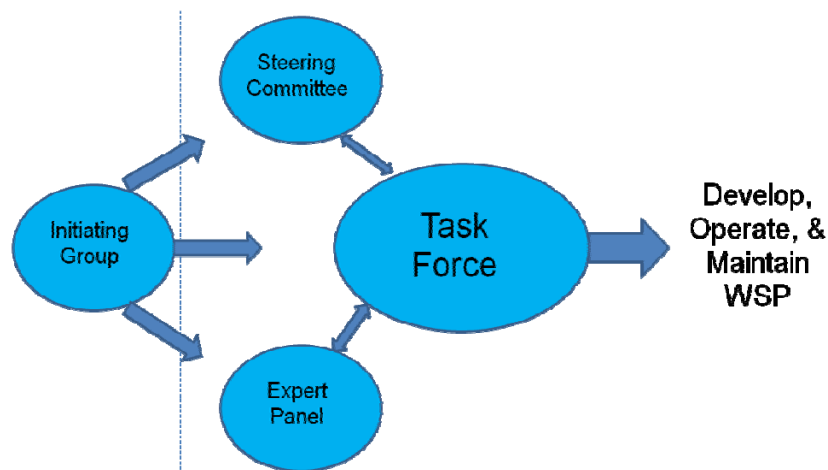 Steering
Committee
Initiating
Group
Task
Force
Develop,
Operate, &
Maintain
WSP
Expert
Panel